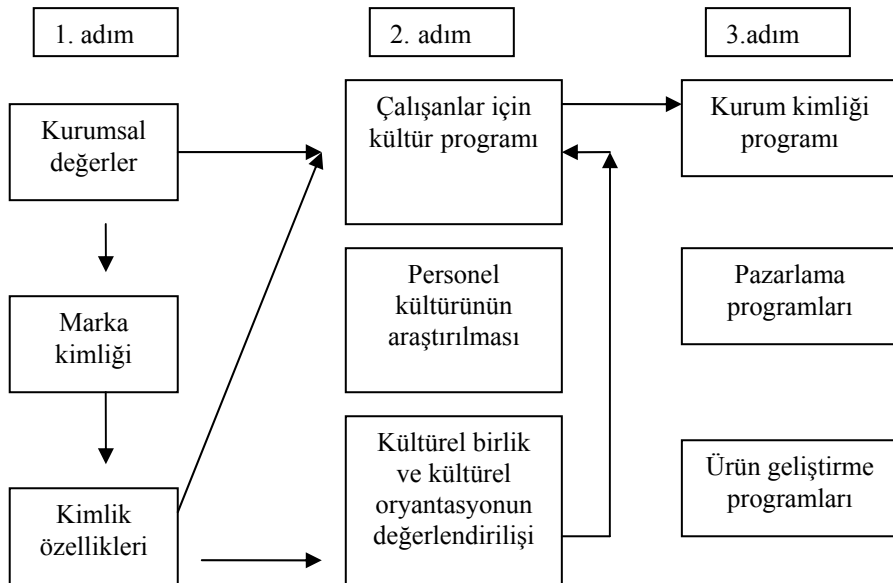 1. adım
2. adım
3.adım
Kurumsal
değerler
Marka
kimliği
Kimlik
özellikleri
Çalışanlar için
kültür programı
Personel
kültürünün
araştırılması
Kültürel birlik
ve kültürel
oryantasyonun
değerlendirilişi
Kurum kimliği
programı
Pazarlama
programları
Ürün geliştirme
programları